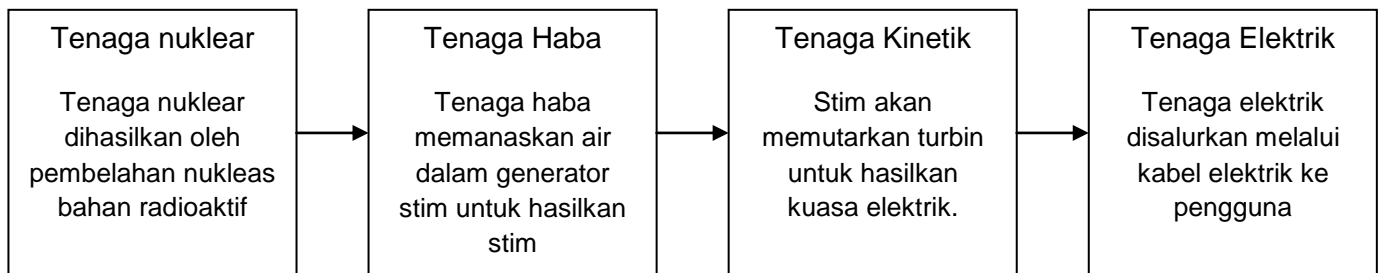 Tenaga nuklear
Tenaga nuklear
dihasilkan oleh
pembelahan nukleas
bahan radioaktif
Tenaga Haba
Tenaga haba
memanaskan air
dalam generator
stim untuk hasilkan
stim
Tenaga Kinetik
Stim akan
memutarkan turbin
untuk hasilkan
kuasa elektrik.
Tenaga Elektrik
Tenaga elektrik
disalurkan melalui
kabel elektrik ke
pengguna